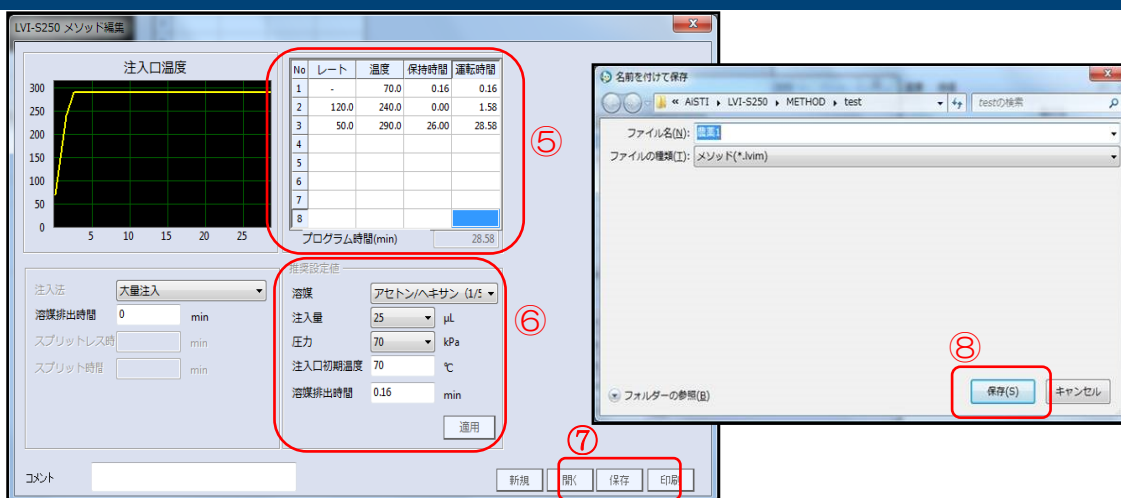 LVI-S250 メソッド編集
注入口温度
300
250
200
150
100
50
0
5 10 15 20 25
No レート 温度 保持時間 運転時間
1 - 70.0 0.16 0.16
2 120.0 240.0 0.00 1.58
3 50.0 290.0 26.00 28.58
4
5
6
7
8
プログラム時間(min) 28.58
⑤
注入法 大量注入
溶媒排出時間 0 min
スプリットレス時 min
スプリット時間 min
推奨設定値
溶媒 アセトン/ヘキサン (1/5
注入量 25 μL
圧力 70 kPa
注入口初期温度 70 ℃
溶媒排出時間 0.16 min
適用
⑥
⑦
コメント
新規 開く 保存 印刷
名前を付けて保存
« AiSTI LVI-S250 METHOD test
testの検索
ファイル名(N): 農薬1
ファイルの種類(T): メソッド(*.lvim)
⑧
フォルダーの参照(B)
保存(S) キャンセル